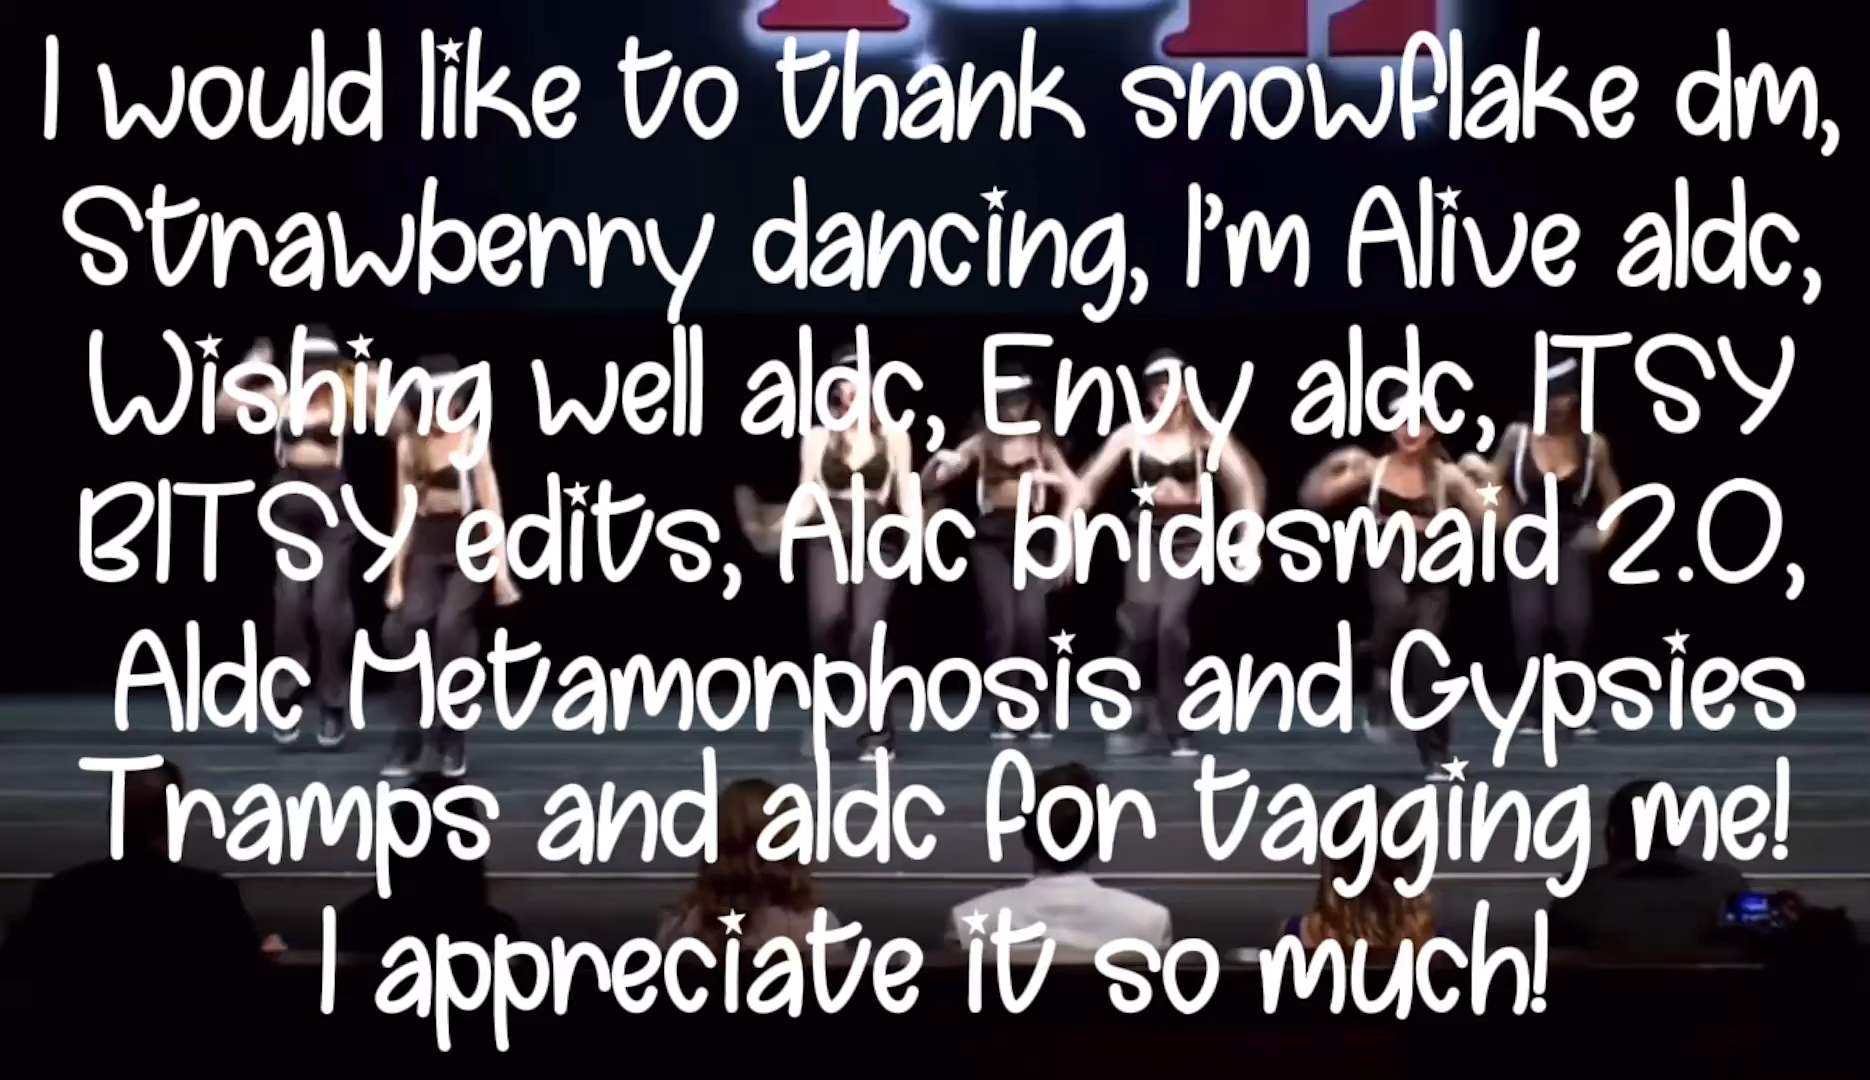 I would like to thank snowflake dm,
Strawberry dancing, I'm Alive aldc,
Wishing well aldc, Envy aldc, ITSY
BITSY edits, Aldc bridesmaid 2.0,
Aldc Metamorphosis and Gypsies
Tramps and aldc for tagging me!
I appreciate it so much!